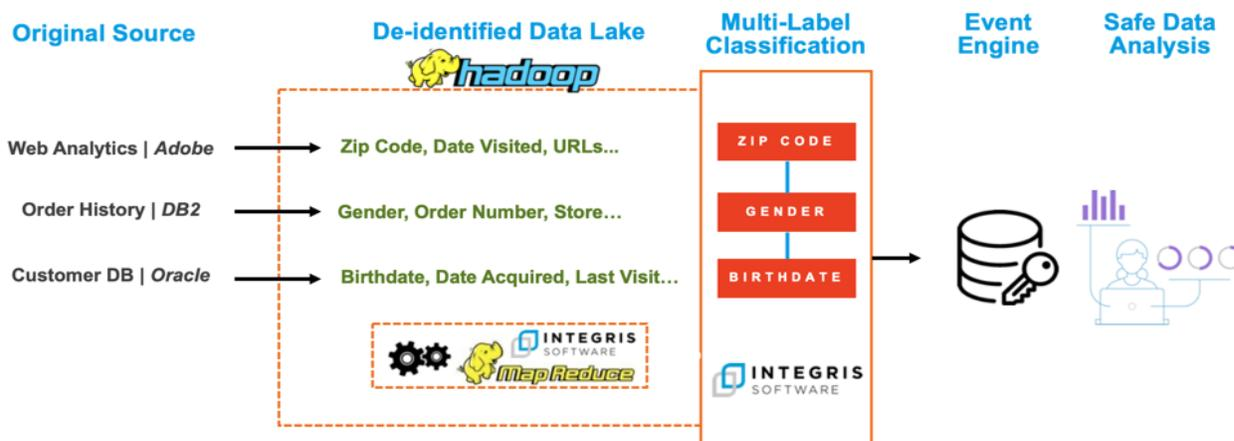 Original Source
De-identified Data Lake
Multi-Label
Classification
Event
Engine
Safe Data
Analysis
hadoop
Web Analytics | Adobe
Zip Code, Date Visited, URLs...
ZIP CODE
Order History | DB2
Gender, Order Number, Store...
GENDER
Customer DB | Oracle
Birthdate, Date Acquired, Last Visit...
BIRTHDATE
INTEGRIS
SOFTWARE
MapReduce
INTEGRIS
SOFTWARE